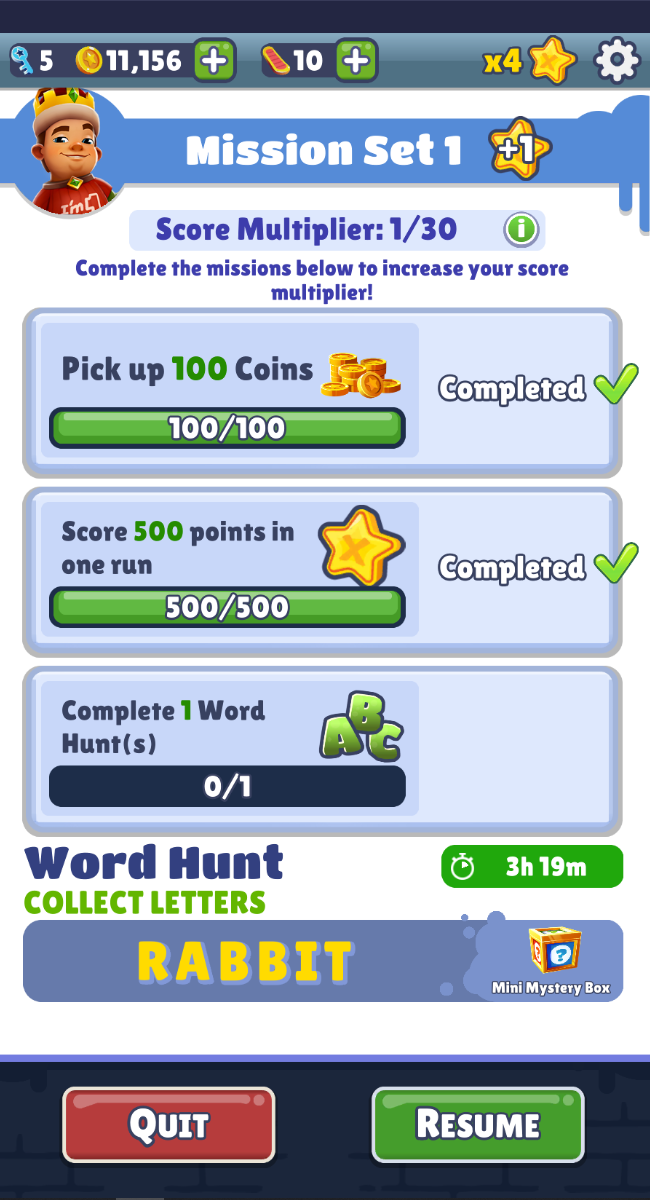 5 11,156 10 x4
Mission Set 1 +1
Score Multiplier: 1/30 i
Complete the missions below to increase your score
multiplier!
Pick up 100 Coins
100/100
Completed
Score 500 points in
one run
500/500
Completed
Complete 1 Word
Hunt(s)
ABC
0/1
Word Hunt
3h 19m
COLLECT LETTERS
RABBIT
?
Mini Mystery Box
QUIT
RESUME